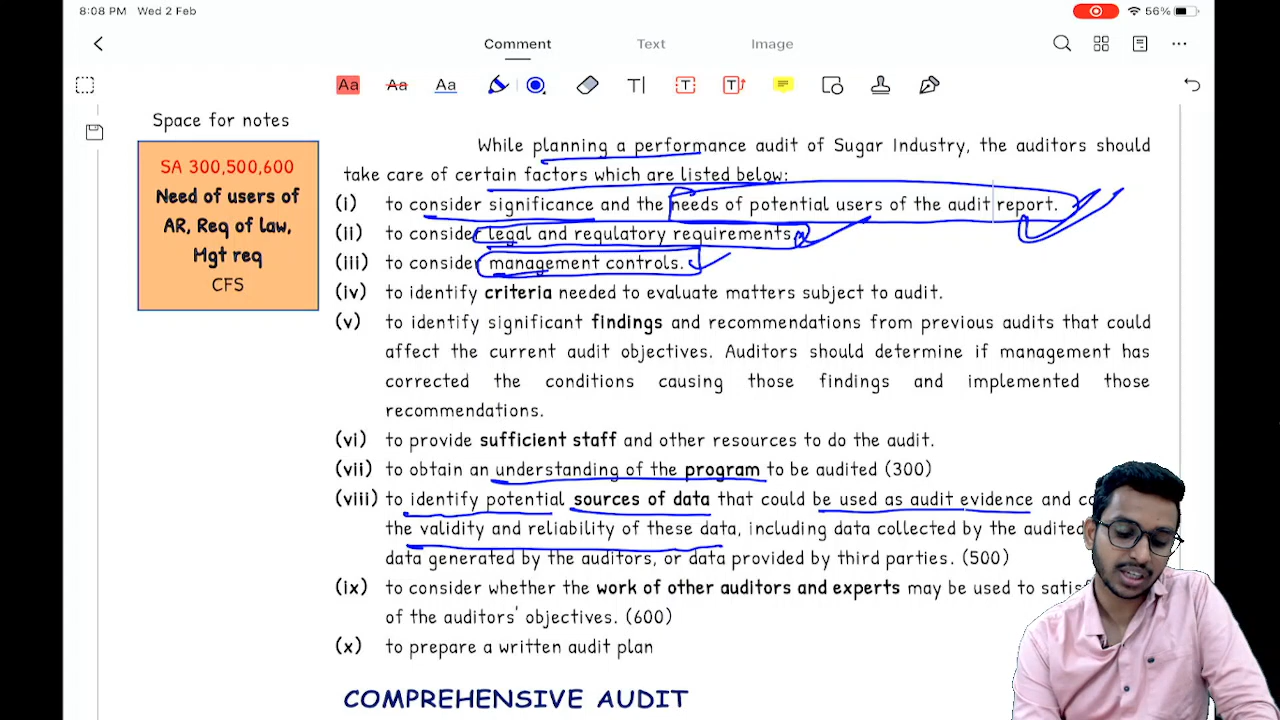 8:08 PM Wed 2 Feb
56%
Comment Text Image
Aa Aa Aa T T T
Space for notes
SA 300,500,600
Need of users of
AR, Req of law,
Mgt req
CFS
While planning a performance audit of Sugar Industry, the auditors should
take care of certain factors which are listed below:
(i) to consider significance and the needs of potential users of the audit report.
(ii) to consider legal and regulatory requirements.
(iii) to consider management controls.
(iv) to identify criteria needed to evaluate matters subject to audit.
(v) to identify significant findings and recommendations from previous audits that could
affect the current audit objectives. Auditors should determine if management has
corrected the conditions causing those findings and implemented those
recommendations.
(vi) to provide sufficient staff and other resources to do the audit.
(vii) to obtain an understanding of the program to be audited (300)
(viii) to identify potential sources of data that could be used as audit evidence and
the validity and reliability of these data, including data collected by the audited
data generated by the auditors, or data provided by third parties. (500)
(ix) to consider whether the work of other auditors and experts may be used to
of the auditors' objectives. (600)
(x) to prepare a written audit plan
COMPREHENSIVE AUDIT